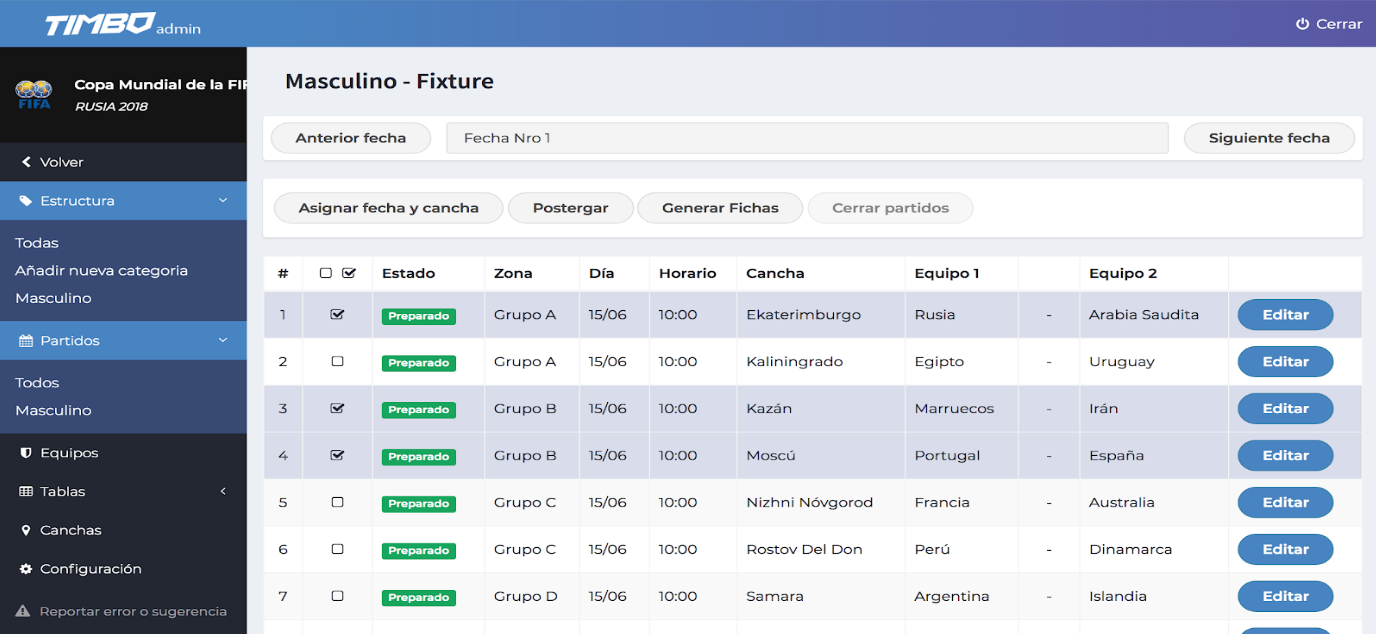 TIMBO admin
Cerrar
FIFA
Copa Mundial de la FIF
RUSIA 2018
Volver
Estructura
Todas
Añadir nueva categoria
Masculino
Partidos
Todos
Masculino
Equipos
Tablas
Canchas
Configuración
Reportar error o sugerencia
Masculino - Fixture
Anterior fecha Fecha Nro 1 Siguiente fecha
Asignar fecha y cancha Postergar Generar Fichas Cerrar partidos
# Estado Zona Día Horario Cancha Equipo 1 Equipo 2
1 Preparado Grupo A 15/06 10:00 Ekaterimburgo Rusia - Arabia Saudita Editar
2 Preparado Grupo A 15/06 10:00 Kaliningrado Egipto - Uruguay Editar
3 Preparado Grupo B 15/06 10:00 Kazán Marruecos - Irán Editar
4 Preparado Grupo B 15/06 10:00 Moscú Portugal - España Editar
5 Preparado Grupo C 15/06 10:00 Nizhni Nóvgorod Francia - Australia Editar
6 Preparado Grupo C 15/06 10:00 Rostov Del Don Perú - Dinamarca Editar
7 Preparado Grupo D 15/06 10:00 Samara Argentina - Islandia Editar